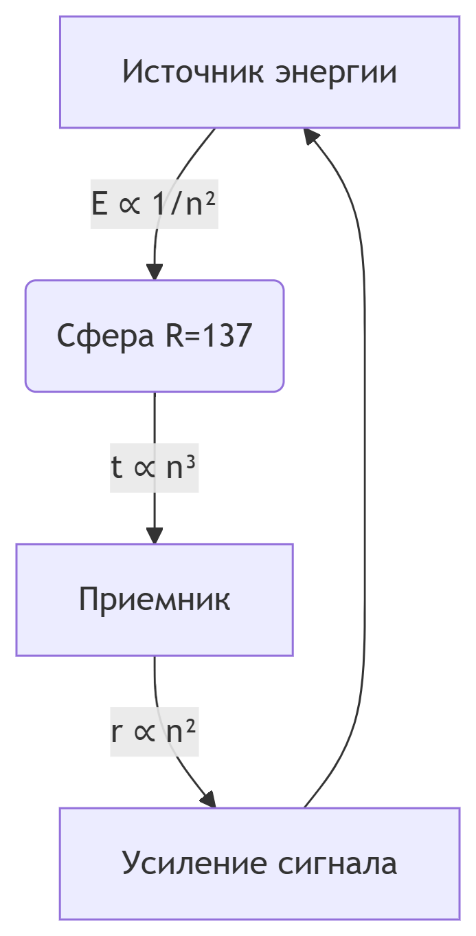 Источник энергии
E ∝ 1/n²
Сфера R=137
t ∝ n³
Приемник
r ∝ n²
Усиление сигнала